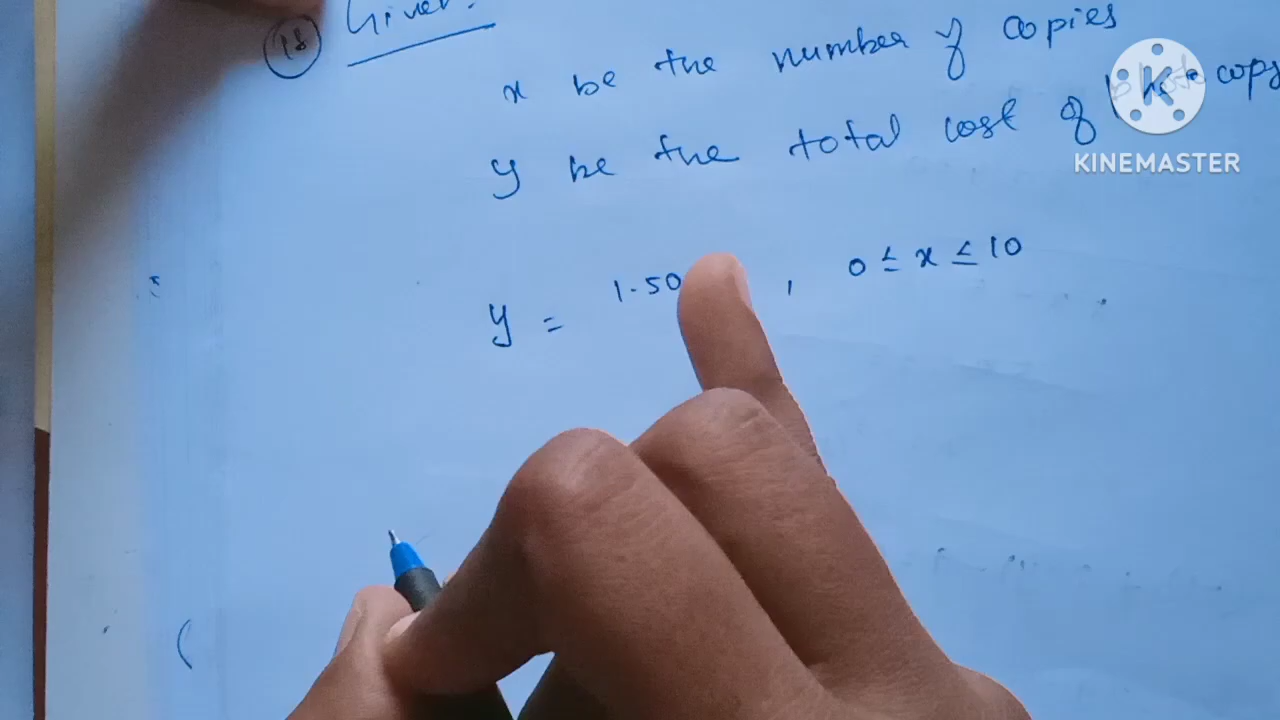 18 Given:
x be the number of copies
y be the total cost of copy
K
KINEMASTER
y = 1.50 , 0 ≤ x ≤ 10
(